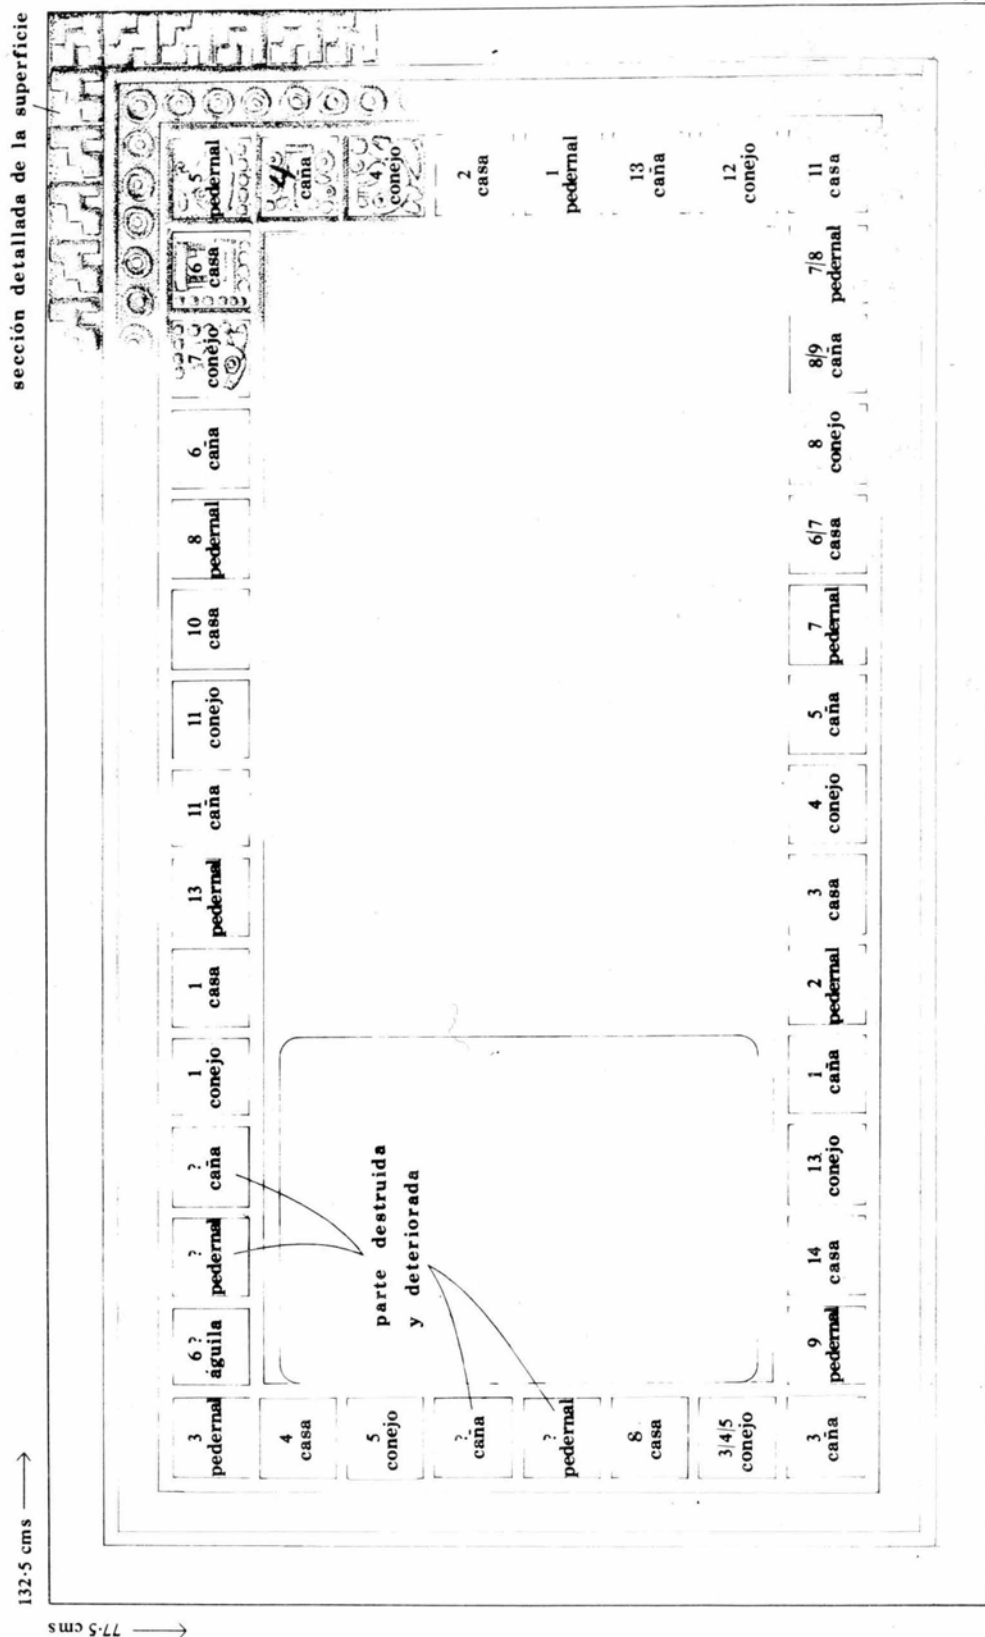 sección detallada de la superficie
132·5 cms
77·5 cms
3
pedernal
6 ?
águila
?
pedernal
?
caña
1
conejo
1
casa
13
pedernal
11
caña
11
conejo
10
casa
8
pedernal
6
caña
7
conejo
6
casa
5
pedernal
4
casa
5
conejo
?
caña
?
pedernal
8
casa
3/4/5
conejo
3
caña
parte destruida
y deteriorada
4
caña
4
conejo
2
casa
1
pedernal
13
caña
12
conejo
11
casa
9
pedernal
14
casa
13
conejo
1
caña
2
pedernal
3
casa
4
conejo
5
caña
7
pedernal
6/7
casa
8
conejo
8/9
caña
7/8
pedernal